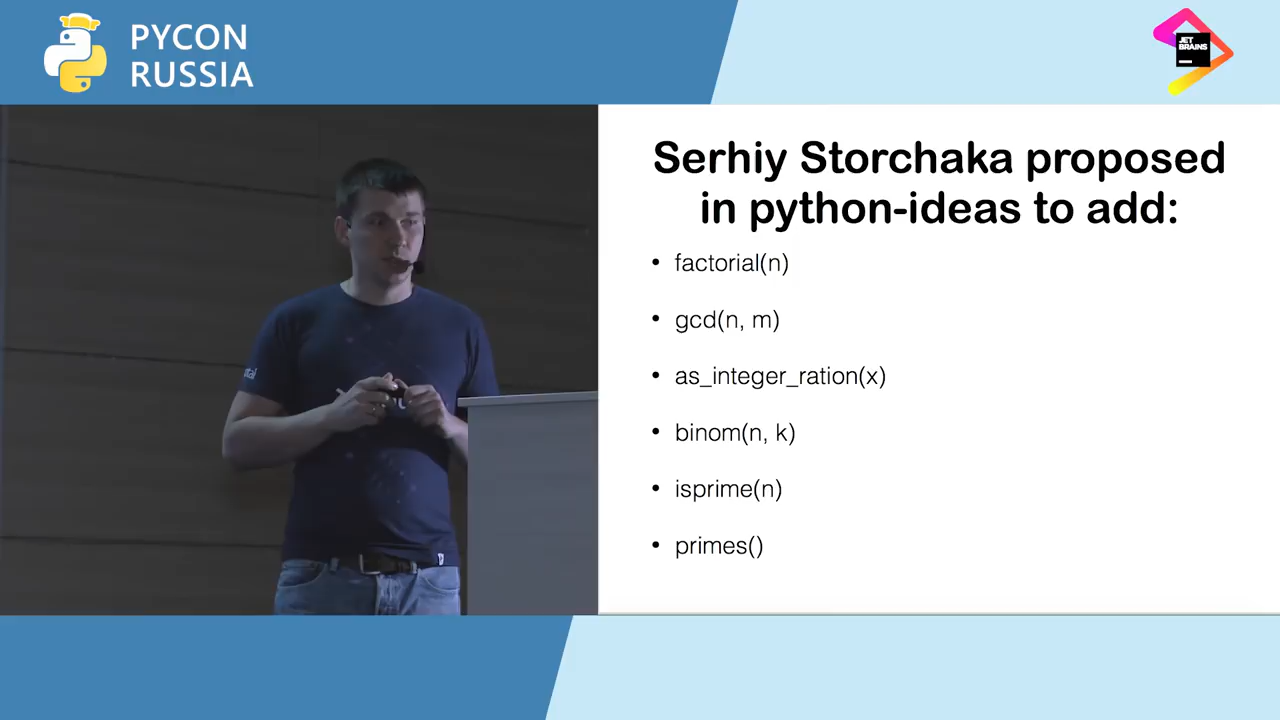 PYCON
RUSSIA
JET
BRAINS
Serhiy Storchaka proposed
in python-ideas to add:
• factorial(n)
• gcd(n, m)
• as_integer_ration(x)
• binom(n, k)
• isprime(n)
• primes()